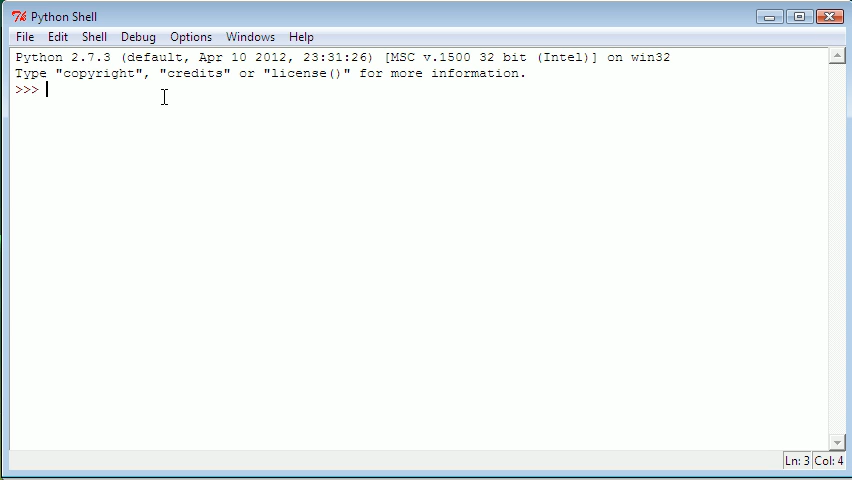 Python Shell
File Edit Shell Debug Options Windows Help
Python 2.7.3 (default, Apr 10 2012, 23:31:26) [MSC v.1500 32 bit (Intel)] on win32
Type "copyright", "credits" or "license()" for more information.
>>>
Ln: 3 Col: 4